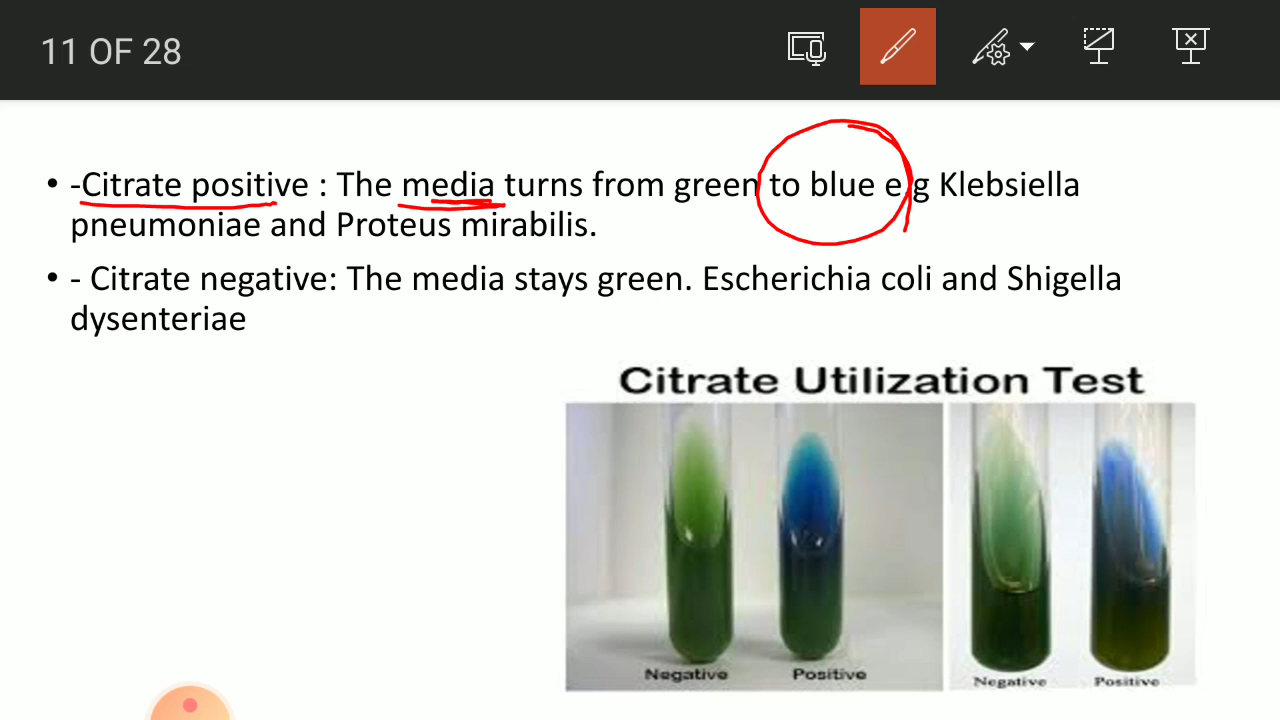 11 OF 28
• -Citrate positive : The media turns from green to blue e.g Klebsiella
pneumoniae and Proteus mirabilis.
• - Citrate negative: The media stays green. Escherichia coli and Shigella
dysenteriae
Citrate Utilization Test
Negative Positive
Negative Positive